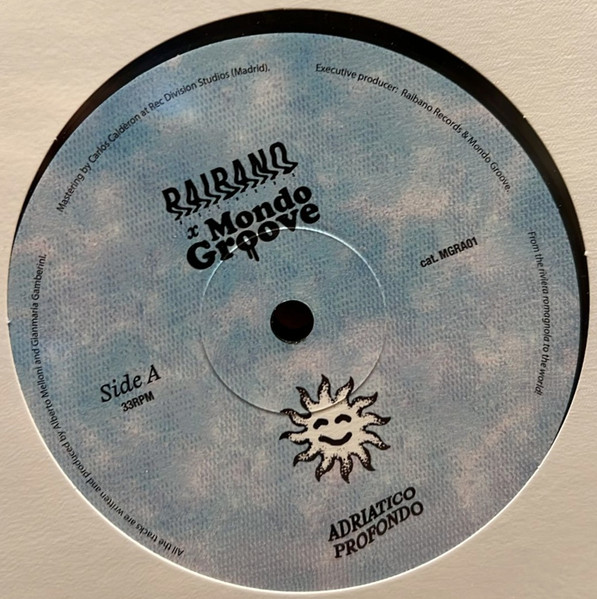 Mastering by Carlos Calderon at Rec Division Studios (Madrid).
Executive producer: Raibano Records & Mondo Groove.
RAIBANO
x Mondo
Groove
cat. MGRA01
From the riviera romagnola to the world!
Side A
33RPM
All the tracks are written and produced by Alberto Melloni and Gianmaria Gamberini.
ADRIATICO
PROFONDO